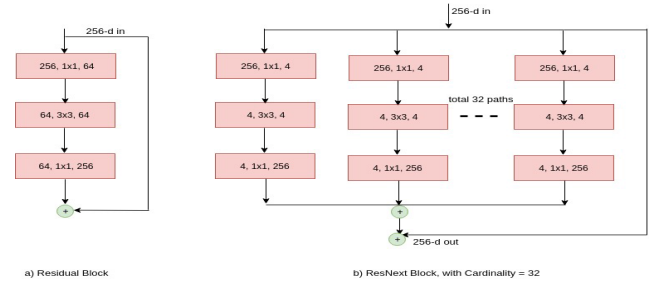 256-d in
256, 1x1, 64
64, 3x3, 64
64, 1x1, 256
+
a) Residual Block
256-d in
256, 1x1, 4
256, 1x1, 4
256, 1x1, 4
total 32 paths
4, 3x3, 4
4, 3x3, 4
4, 3x3, 4
4, 1x1, 256
4, 1x1, 256
4, 1x1, 256
+
+
256-d out
b) ResNext Block, with Cardinality = 32